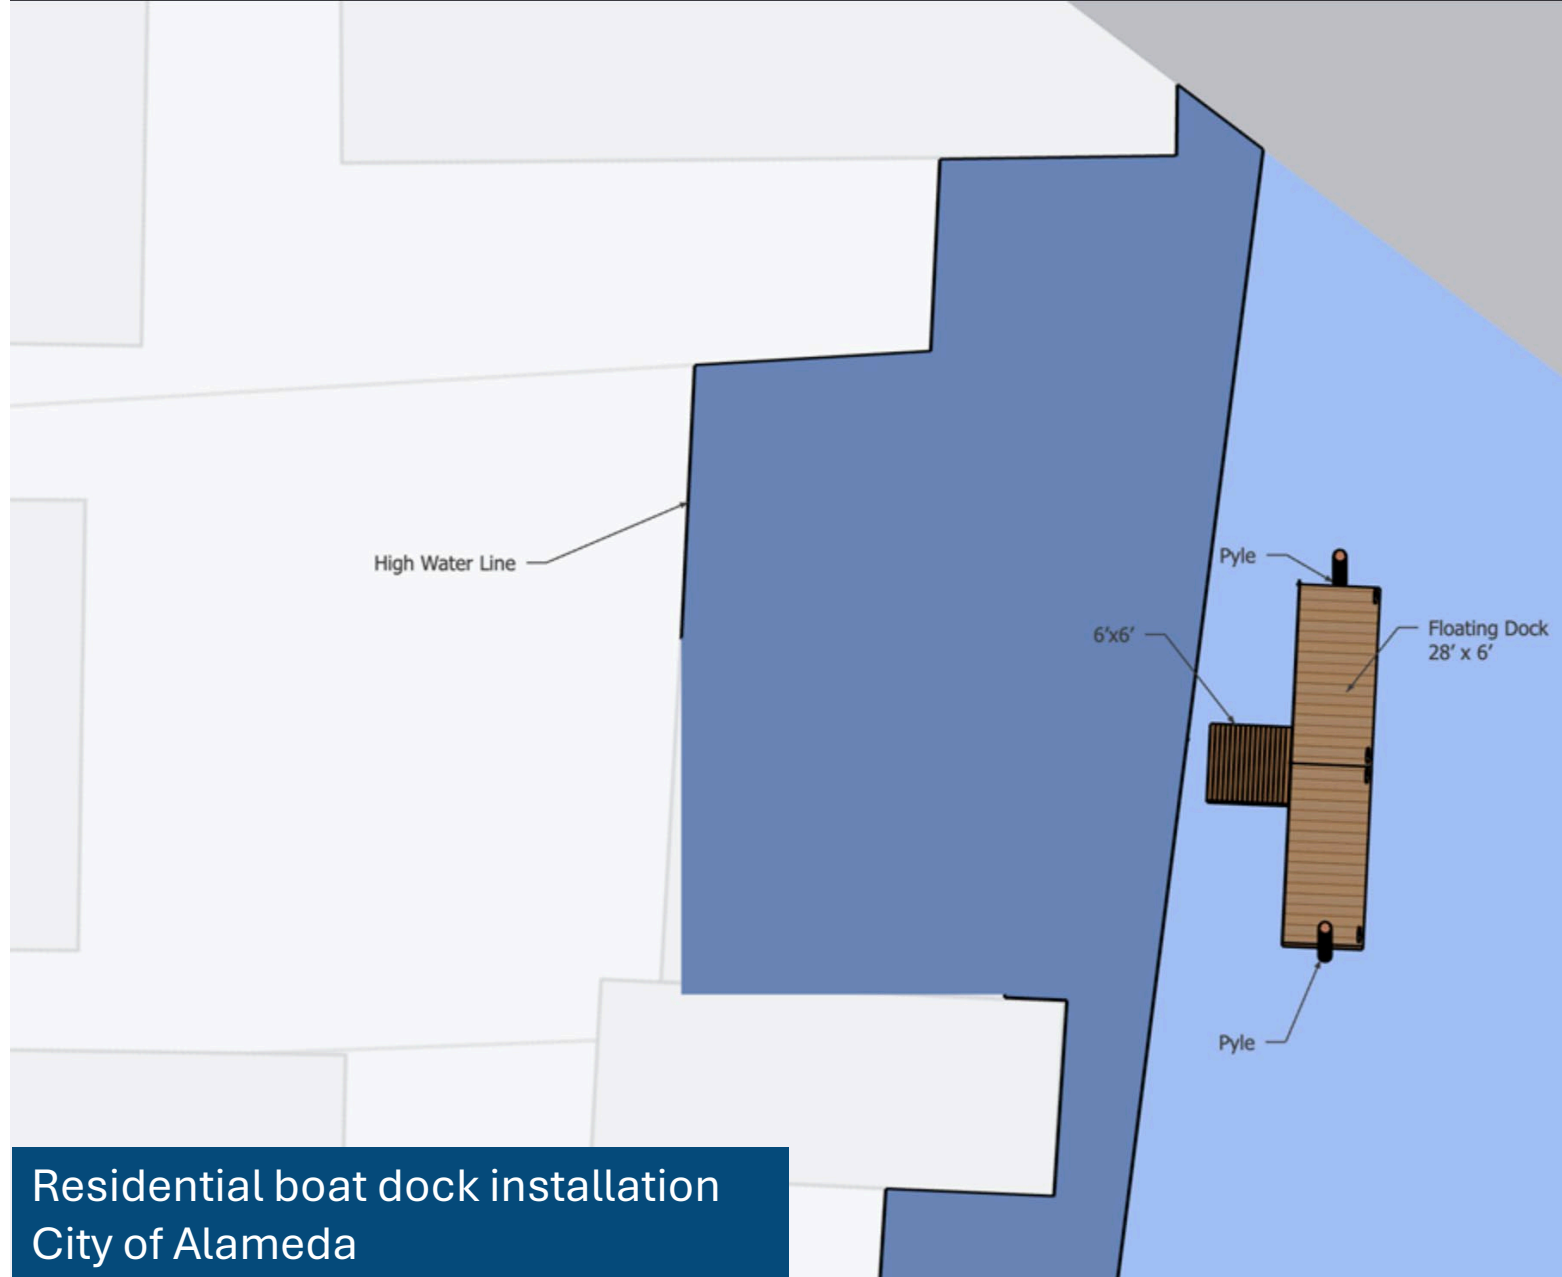 High Water Line
Pyle
6’x6’
Floating Dock
28’ x 6’
Pyle
Residential boat dock installation
City of Alameda